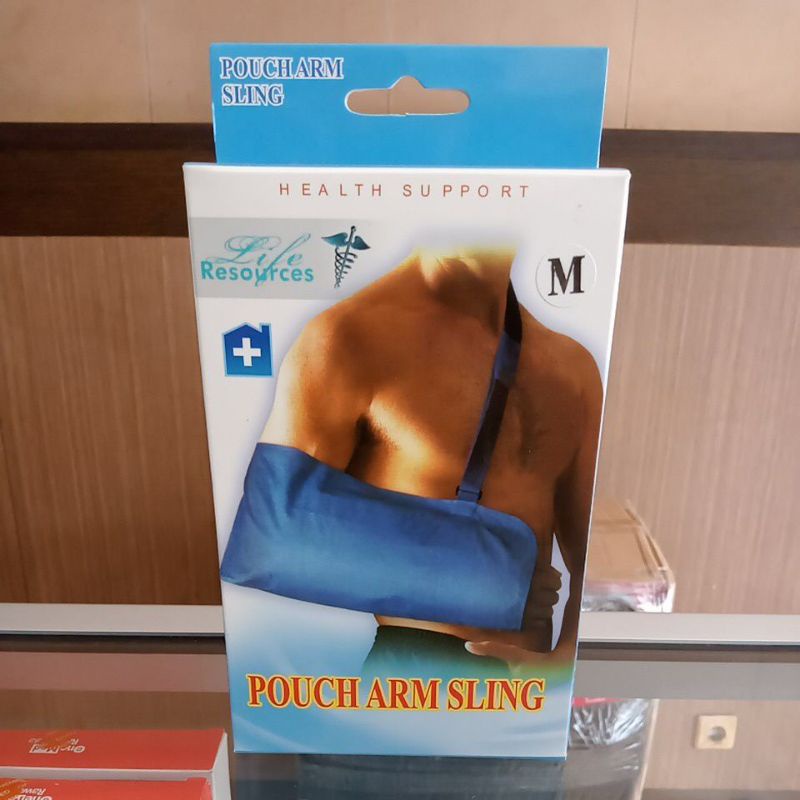 POUCH ARM
SLING
HEALTH SUPPORT
Life
Resources
M
POUCH ARM SLING